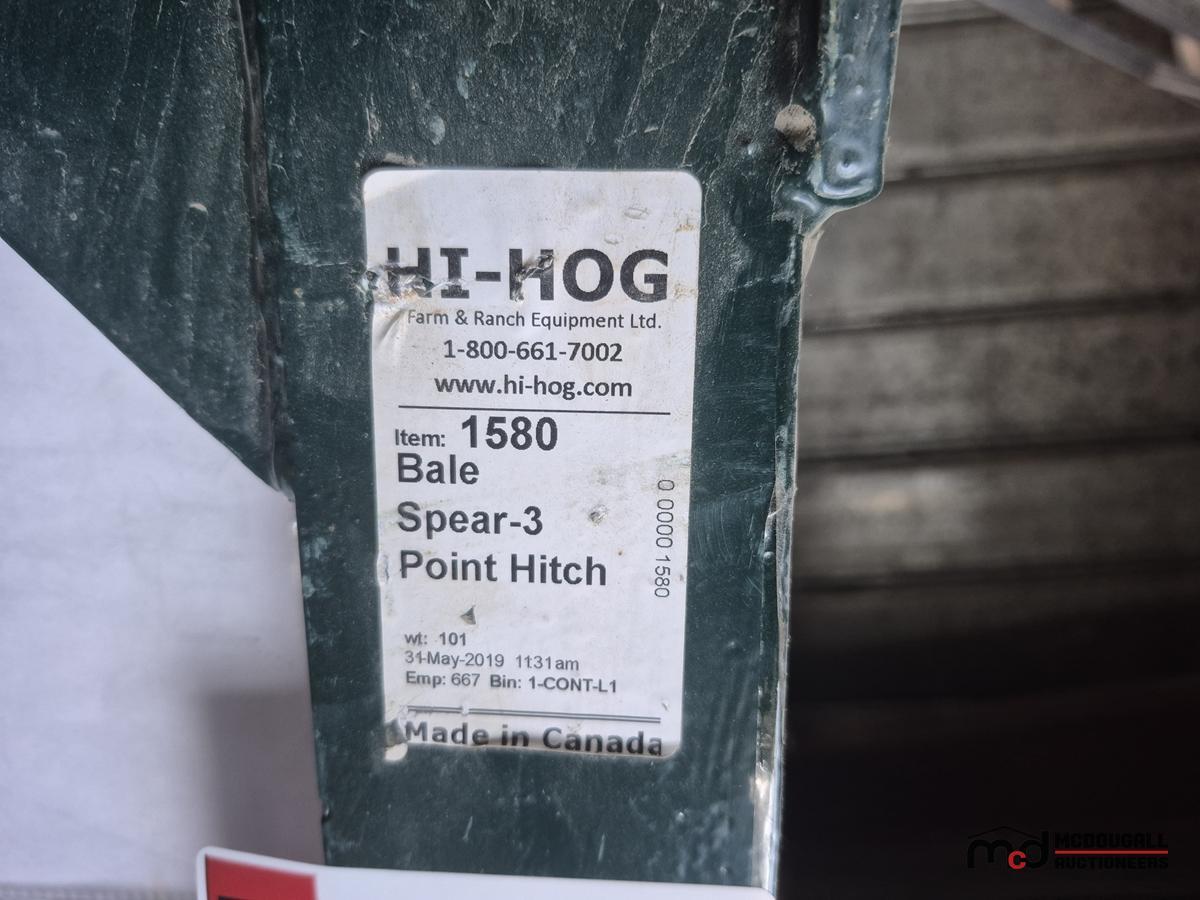 HI-HOG
Farm & Ranch Equipment Ltd.
1-800-661-7002
www.hi-hog.com
Item: 1580
Bale
Spear-3
Point Hitch
0 0000 1580
wt: 101
31-May-2019 11:31am
Emp: 667 Bin: 1-CONT-L1
Made in Canada
mcd MCDOUGALL
AUCTIONEERS